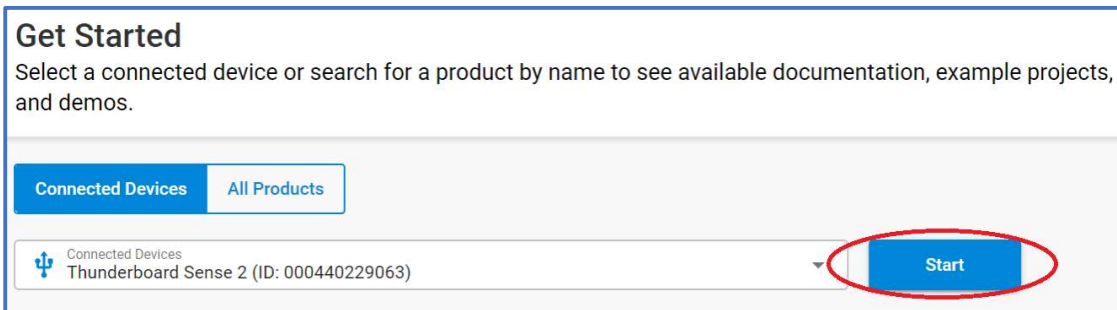 Get Started
Select a connected device or search for a product by name to see available documentation, example projects,
and demos.
Connected Devices
All Products
Connected Devices
Thunderboard Sense 2 (ID: 000440229063)
Start